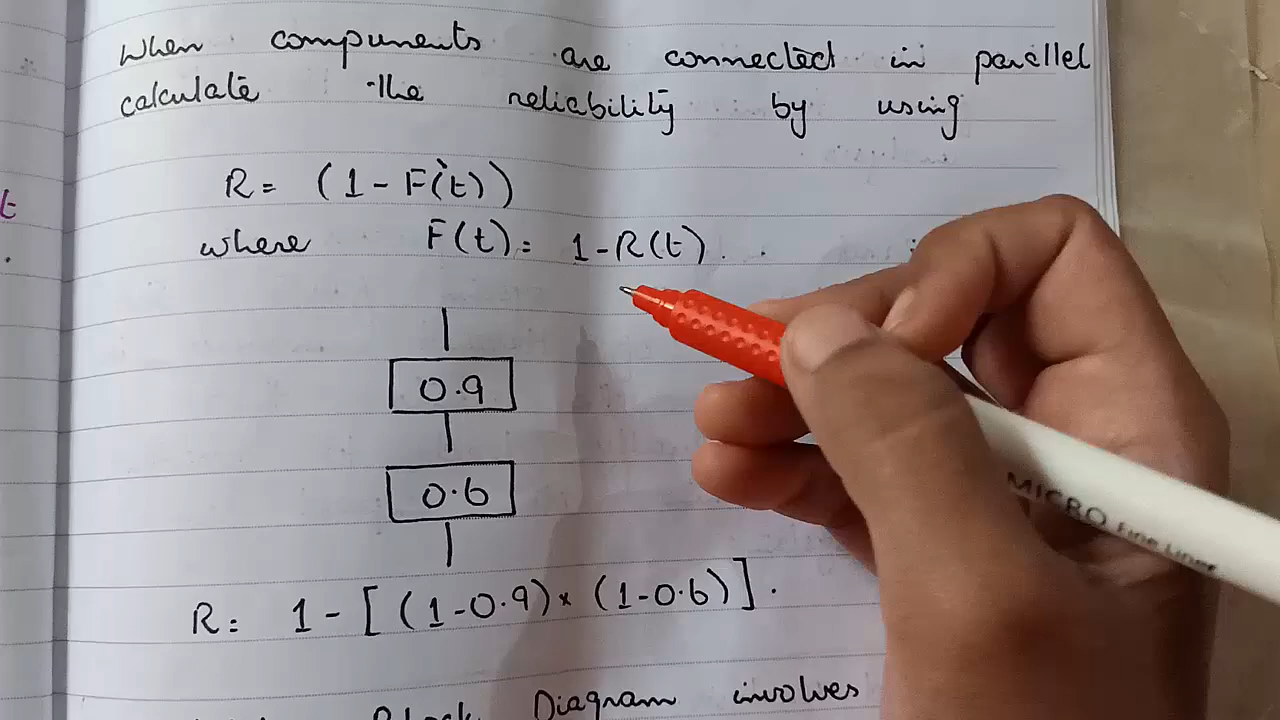 When components are connected in parallel
calculate the reliability by using
R = (1 - F(t))
where F(t) = 1 - R(t).
0.9
0.6
R = 1 - [(1-0.9) × (1-0.6)].
Block Diagram involves
MICRO Fine Liner
t